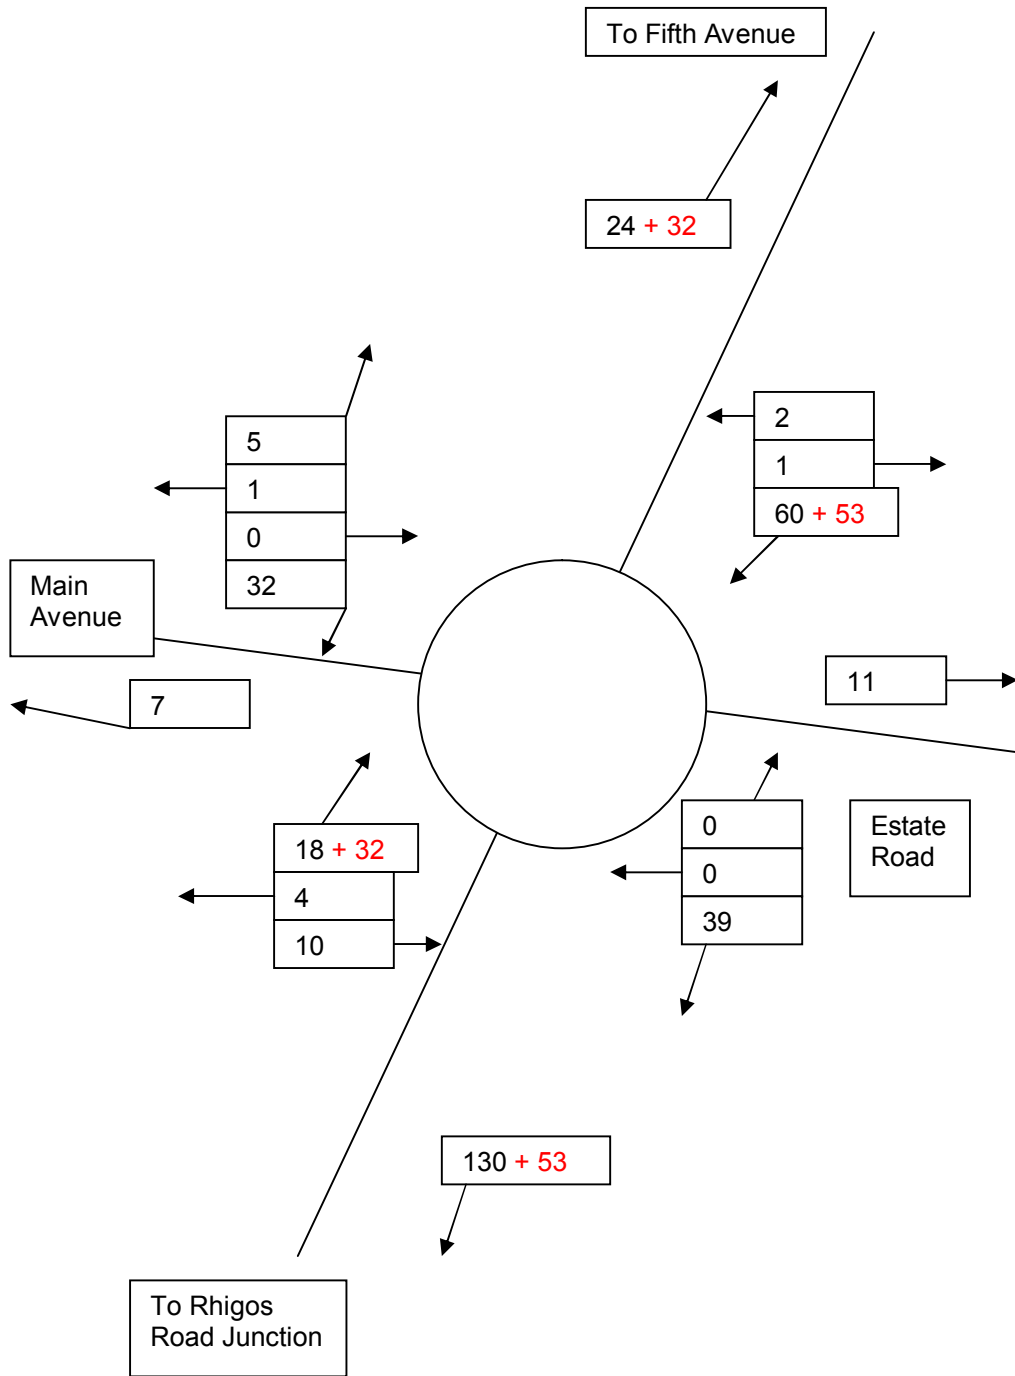 To Fifth Avenue
24 + 32
5
1
0
32
2
1
60 + 53
Main
Avenue
7
11
18 + 32
4
10
0
0
39
Estate
Road
130 + 53
To Rhigos
Road Junction